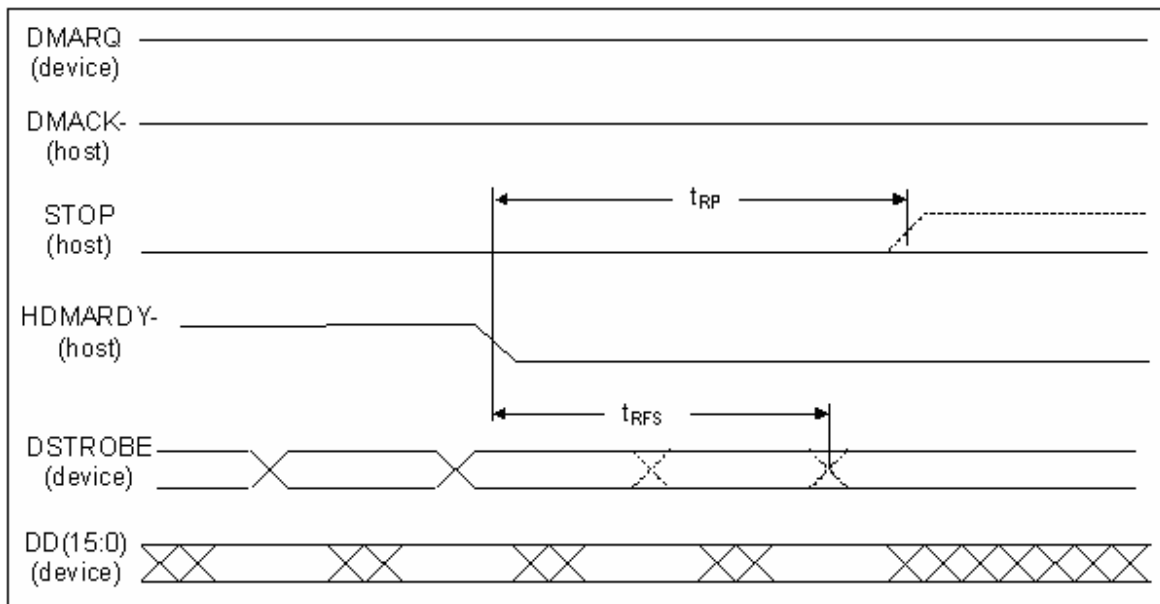 DMARQ
(device)
DMACK-
(host)
tRP
STOP
(host)
HDMARDY-
(host)
tRFS
DSTROBE
(device)
DD(15:0)
(device)